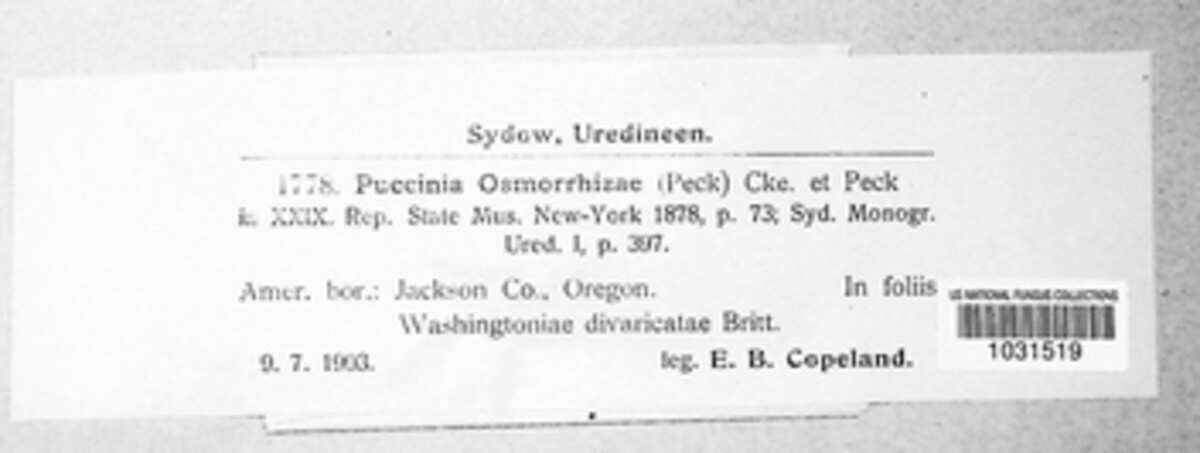 Sydow, Uredineen.
1778. Puccinia Osmorrhizae (Peck) Cke. et Peck
in XXIX. Rep. State Mus. New-York 1878, p. 73; Syd. Monogr.
Ured. I, p. 397.
Amer. bor.: Jackson Co., Oregon. In foliis
Washingtoniae divaricatae Britt.
9. 7. 1903. leg. E. B. Copeland.
US NATIONAL FUNGUS COLLECTIONS
1031519